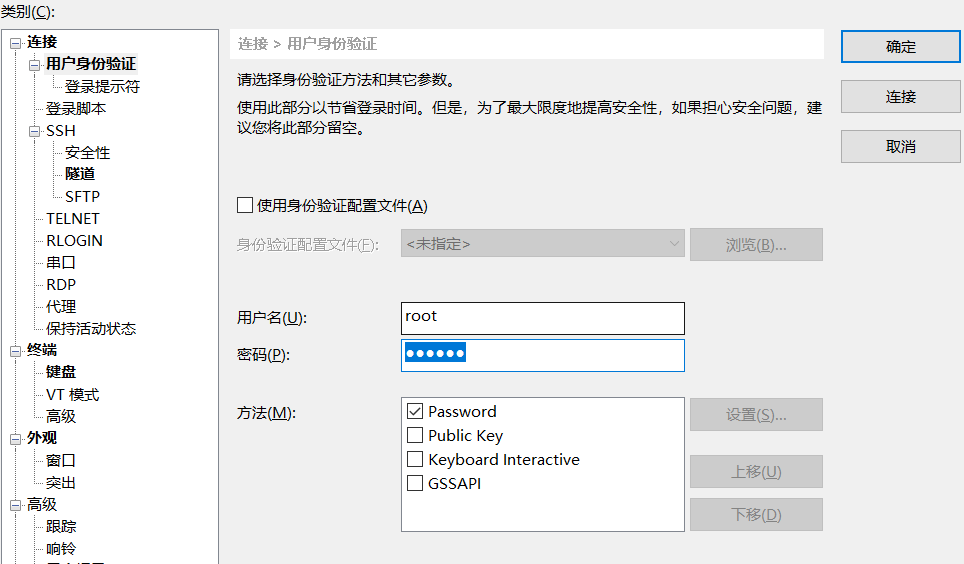 类别(C):
连接
用户身份验证
登录提示符
登录脚本
SSH
安全性
隧道
SFTP
TELNET
RLOGIN
串口
RDP
代理
保持活动状态
终端
键盘
VT 模式
高级
外观
窗口
突出
高级
跟踪
响铃
连接 > 用户身份验证
请选择身份验证方法和其它参数。
使用此部分以节省登录时间。但是，为了最大限度地提高安全性，如果担心安全问题，建
议您将此部分留空。
使用身份验证配置文件(A)
身份验证配置文件(F): <未指定> 浏览(B)...
用户名(U): root
密码(P): ●●●●●●
方法(M):
Password
Public Key
Keyboard Interactive
GSSAPI
设置(S)...
上移(U)
下移(D)
确定
连接
取消